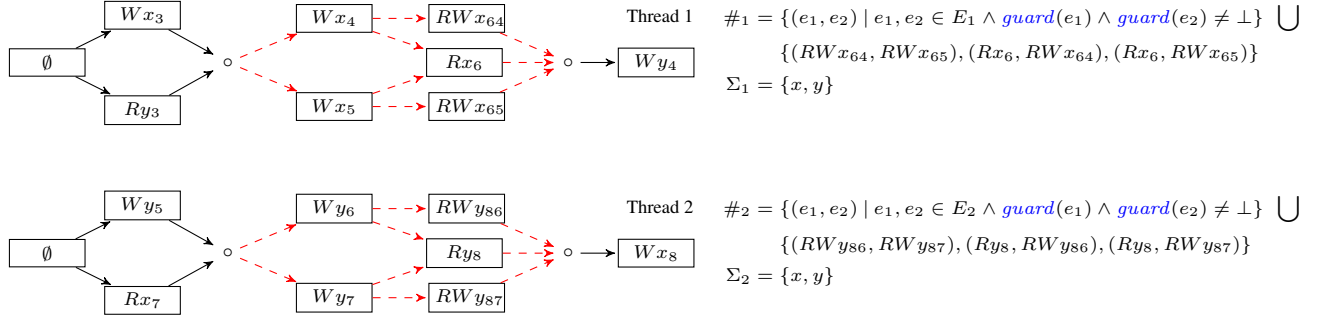 Wx₃ Wx₄ RWx₆₄ Thread 1
∅ ∘ Rx₆ ∘ Wy₄
Ry₃ Wx₅ RWx₆₅
#₁ = {(e₁, e₂) | e₁, e₂ ∈ E₁ ∧ guard(e₁) ∧ guard(e₂) ≠ ⊥} ⋃
{(RWx₆₄, RWx₆₅), (Rx₆, RWx₆₄), (Rx₆, RWx₆₅)}
Σ₁ = {x, y}
Wy₅ Wy₆ RWy₈₆ Thread 2
∅ ∘ Ry₈ ∘ Wx₈
Rx₇ Wy₇ RWy₈₇
#₂ = {(e₁, e₂) | e₁, e₂ ∈ E₂ ∧ guard(e₁) ∧ guard(e₂) ≠ ⊥} ⋃
{(RWy₈₆, RWy₈₇), (Ry₈, RWy₈₆), (Ry₈, RWy₈₇)}
Σ₂ = {x, y}